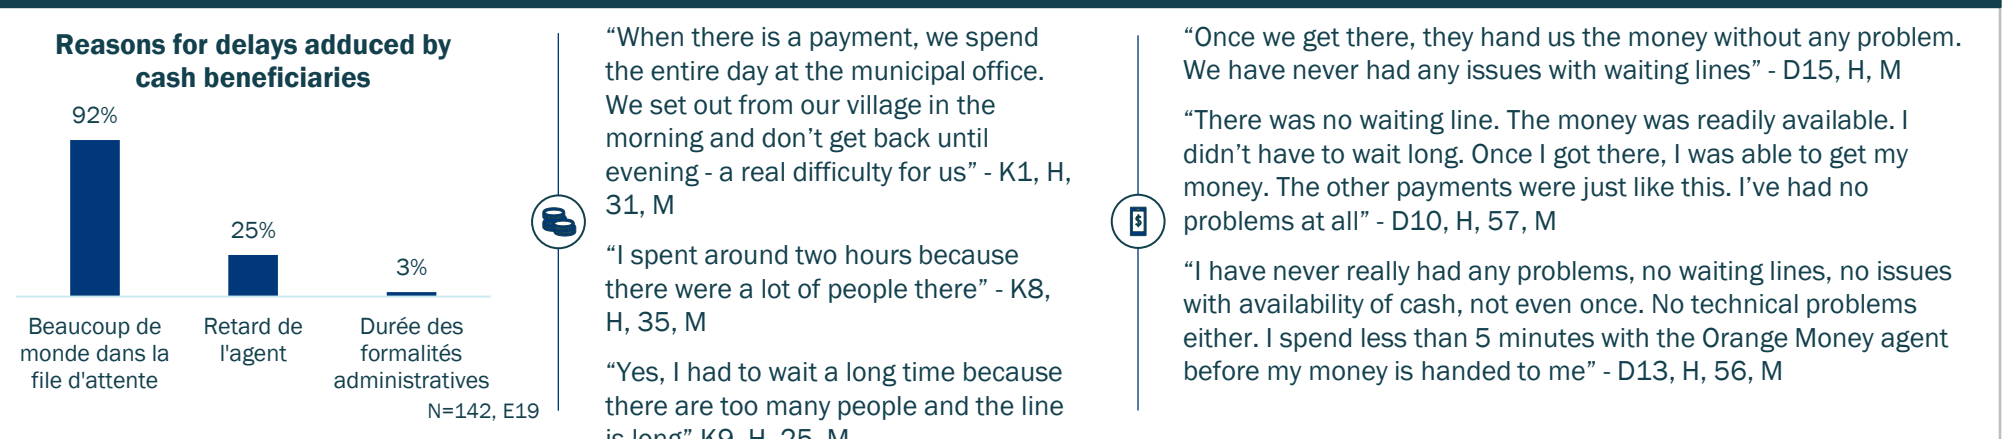 Reasons for delays adduced by
cash beneficiaries
92%
25%
3%
Beaucoup de
monde dans la
file d'attente
Retard de
l'agent
Durée des
formalités
administratives
N=142, E19
“When there is a payment, we spend
the entire day at the municipal office.
We set out from our village in the
morning and don’t get back until
evening - a real difficulty for us” - K1, H,
31, M
“I spent around two hours because
there were a lot of people there” - K8,
H, 35, M
“Yes, I had to wait a long time because
there are too many people and the line
is long” K9, H, 25, M
“Once we get there, they hand us the money without any problem.
We have never had any issues with waiting lines” - D15, H, M
“There was no waiting line. The money was readily available. I
didn’t have to wait long. Once I got there, I was able to get my
money. The other payments were just like this. I’ve had no
problems at all” - D10, H, 57, M
“I have never really had any problems, no waiting lines, no issues
with availability of cash, not even once. No technical problems
either. I spend less than 5 minutes with the Orange Money agent
before my money is handed to me” - D13, H, 56, M